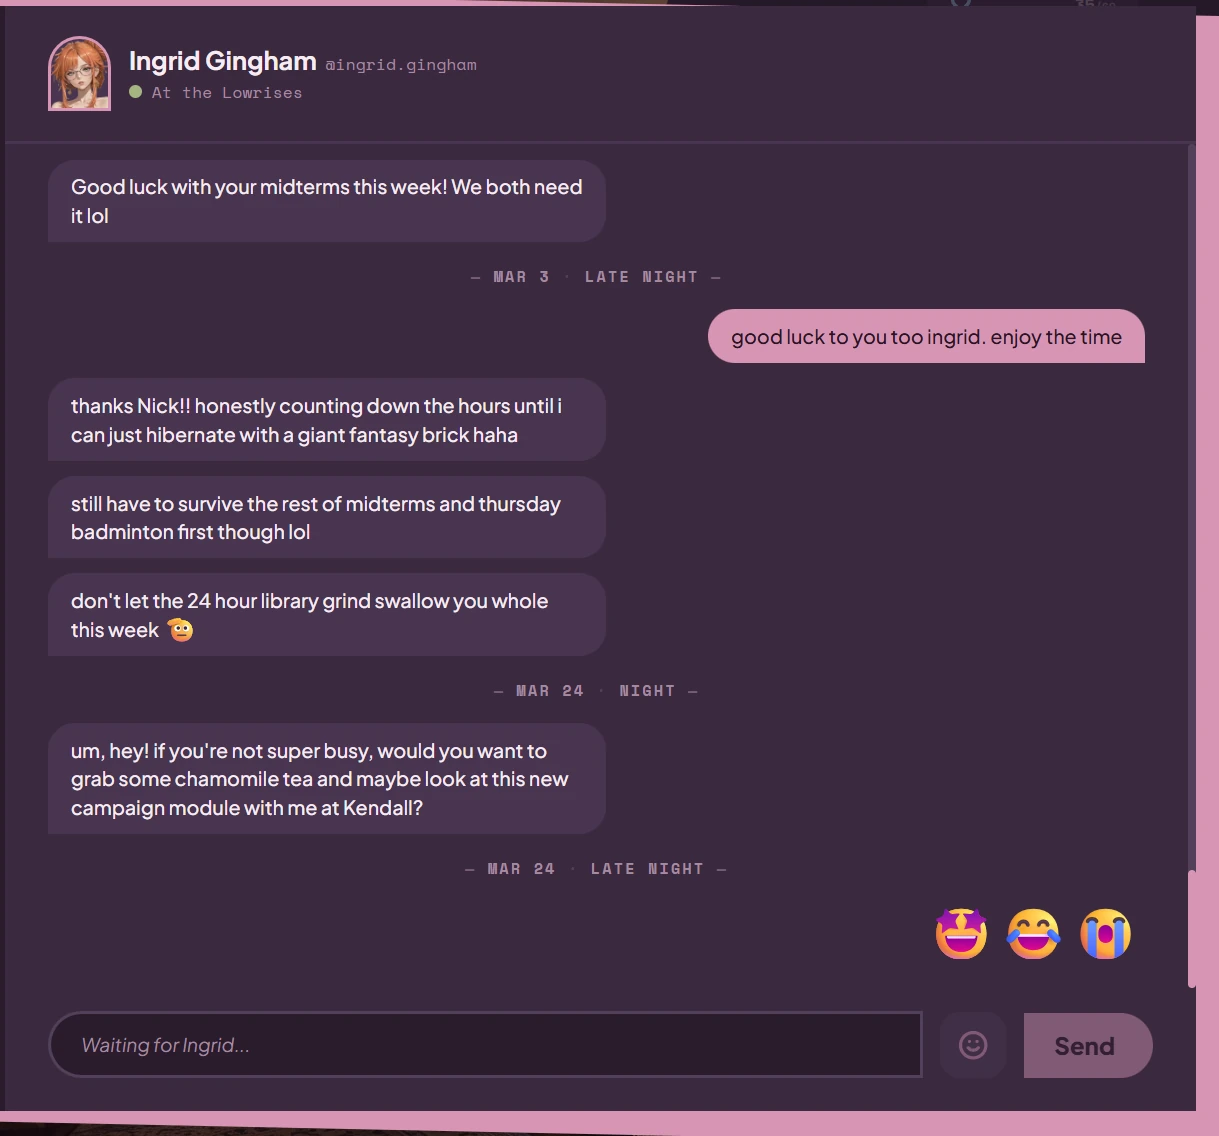 Ingrid Gingham @ingrid.gingham
At the Lowrises
Good luck with your midterms this week! We both need
it lol
— MAR 3 · LATE NIGHT —
good luck to you too ingrid. enjoy the time
thanks Nick!! honestly counting down the hours until i
can just hibernate with a giant fantasy brick haha
still have to survive the rest of midterms and thursday
badminton first though lol
don't let the 24 hour library grind swallow you whole
this week 🫡
— MAR 24 · NIGHT —
um, hey! if you're not super busy, would you want to
grab some chamomile tea and maybe look at this new
campaign module with me at Kendall?
— MAR 24 · LATE NIGHT —
🤩 😂 😭
Waiting for Ingrid...
Send